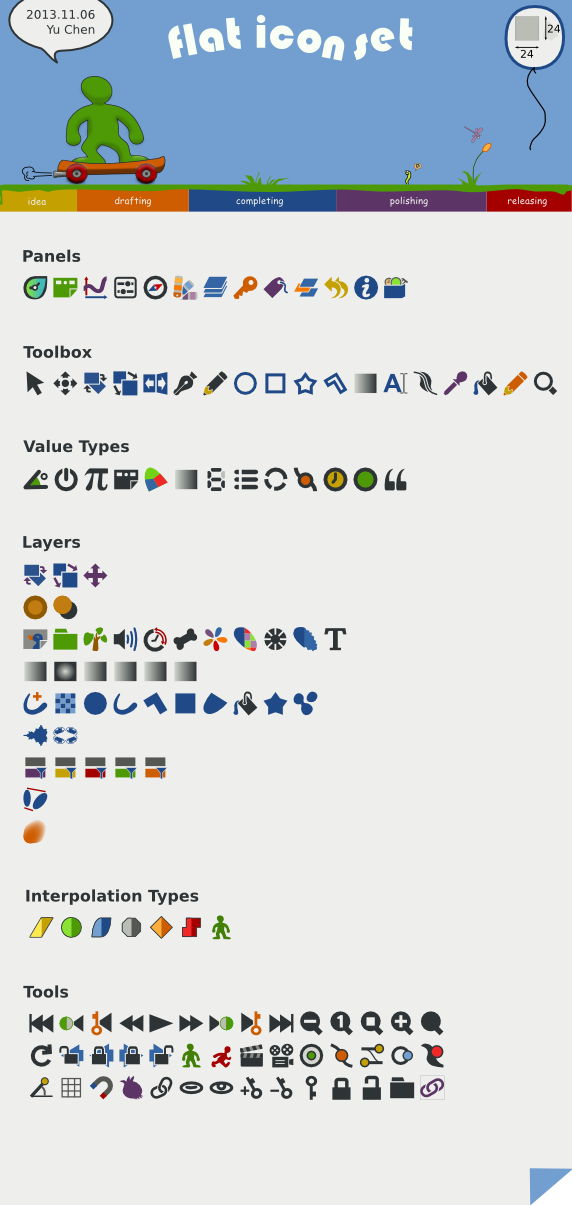 2013.11.06
Yu Chen
flat icon set
24
24
idea drafting completing polishing releasing
Panels
Toolbox
Value Types
Layers
Interpolation Types
Tools